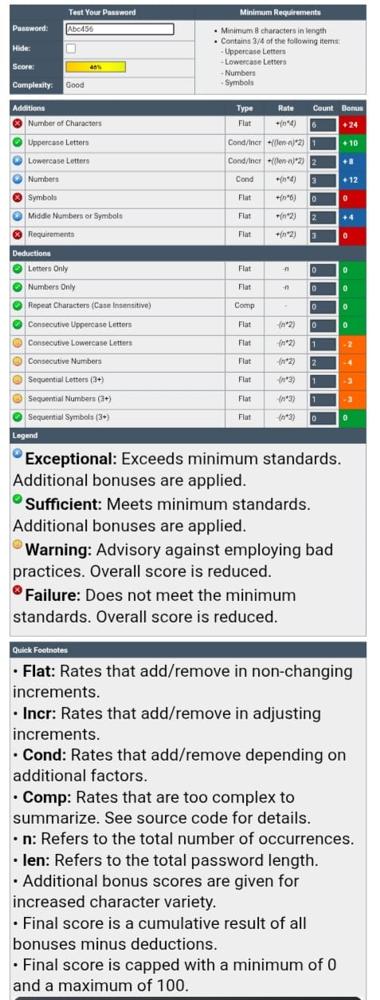 Test Your Password
Minimum Requirements
Password:
Abc456
Hide:
Score:
46%
Complexity:
Good
• Minimum 8 characters in length
• Contains 3/4 of the following items:
- Uppercase Letters
- Lowercase Letters
- Numbers
- Symbols
Additions Type Rate Count Bonus
Number of Characters Flat +(n*4) 6 + 24
Uppercase Letters Cond/Incr +((len-n)*2) 1 + 10
Lowercase Letters Cond/Incr +((len-n)*2) 2 + 8
Numbers Cond +(n*4) 3 + 12
Symbols Flat +(n*6) 0 0
Middle Numbers or Symbols Flat +(n*2) 2 + 4
Requirements Flat +(n*2) 3 0
Deductions
Letters Only Flat -n 0 0
Numbers Only Flat -n 0 0
Repeat Characters (Case Insensitive) Comp - 0 0
Consecutive Uppercase Letters Flat -(n*2) 0 0
Consecutive Lowercase Letters Flat -(n*2) 1 - 2
Consecutive Numbers Flat -(n*2) 2 - 4
Sequential Letters (3+) Flat -(n*3) 1 - 3
Sequential Numbers (3+) Flat -(n*3) 1 - 3
Sequential Symbols (3+) Flat -(n*3) 0 0
Legend
Exceptional: Exceeds minimum standards.
Additional bonuses are applied.
Sufficient: Meets minimum standards.
Additional bonuses are applied.
Warning: Advisory against employing bad
practices. Overall score is reduced.
Failure: Does not meet the minimum
standards. Overall score is reduced.
Quick Footnotes
• Flat: Rates that add/remove in non-changing
increments.
• Incr: Rates that add/remove in adjusting
increments.
• Cond: Rates that add/remove depending on
additional factors.
• Comp: Rates that are too complex to
summarize. See source code for details.
• n: Refers to the total number of occurrences.
• len: Refers to the total password length.
• Additional bonus scores are given for
increased character variety.
• Final score is a cumulative result of all
bonuses minus deductions.
• Final score is capped with a minimum of 0
and a maximum of 100.